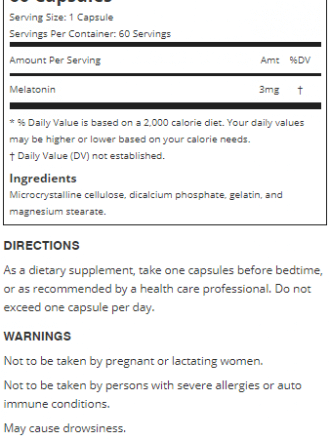 60 Capsules
Serving Size: 1 Capsule
Servings Per Container: 60 Servings
Amount Per Serving Amt %DV
Melatonin 3mg †
* % Daily Value is based on a 2,000 calorie diet. Your daily values
may be higher or lower based on your calorie needs.
† Daily Value (DV) not established.
Ingredients
Microcrystalline cellulose, dicalcium phosphate, gelatin, and
magnesium stearate.
DIRECTIONS
As a dietary supplement, take one capsules before bedtime,
or as recommended by a health care professional. Do not
exceed one capsule per day.
WARNINGS
Not to be taken by pregnant or lactating women.
Not to be taken by persons with severe allergies or auto
immune conditions.
May cause drowsiness.